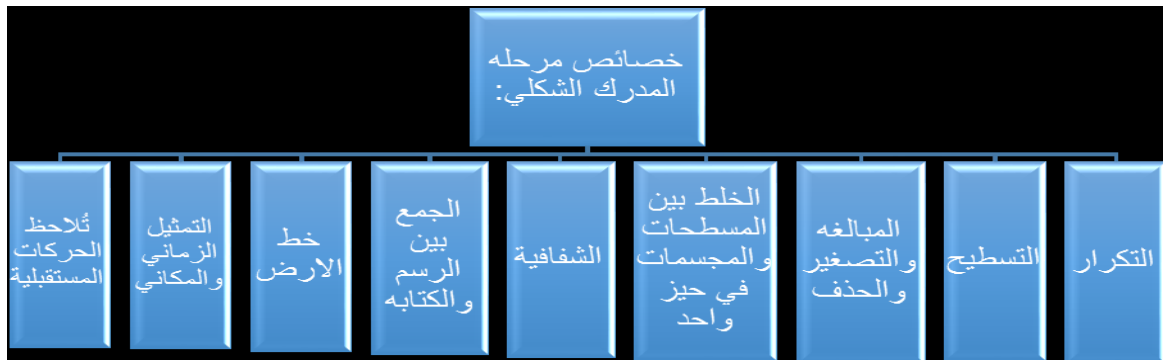 خصائص مرحله
المدرك الشكلي:
التكرار
التسطيح
المبالغه
والتصغير
والحذف
الخلط بين
المسطحات
والمجسمات
في حيز
واحد
الشفافية
الجمع
بين
الرسم
والكتابه
خط
الارض
التمثيل
الزماني
والمكاني
تُلاحظ
الحركات
المستقبلية